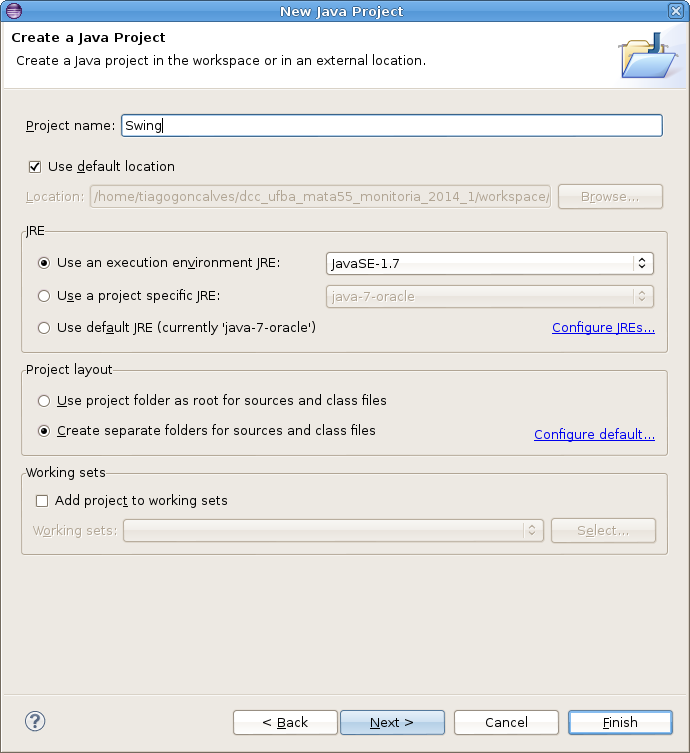 New Java Project
Create a Java Project
Create a Java project in the workspace or in an external location.
Project name: Swing
Use default location
Location: /home/tiagogoncalves/dcc_ufba_mata55_monitoria_2014_1/workspace/ Browse...
JRE
Use an execution environment JRE: JavaSE-1.7
Use a project specific JRE: java-7-oracle
Use default JRE (currently 'java-7-oracle') Configure JREs...
Project layout
Use project folder as root for sources and class files
Create separate folders for sources and class files Configure default...
Working sets
Add project to working sets
Working sets: Select...
? < Back Next > Cancel Finish